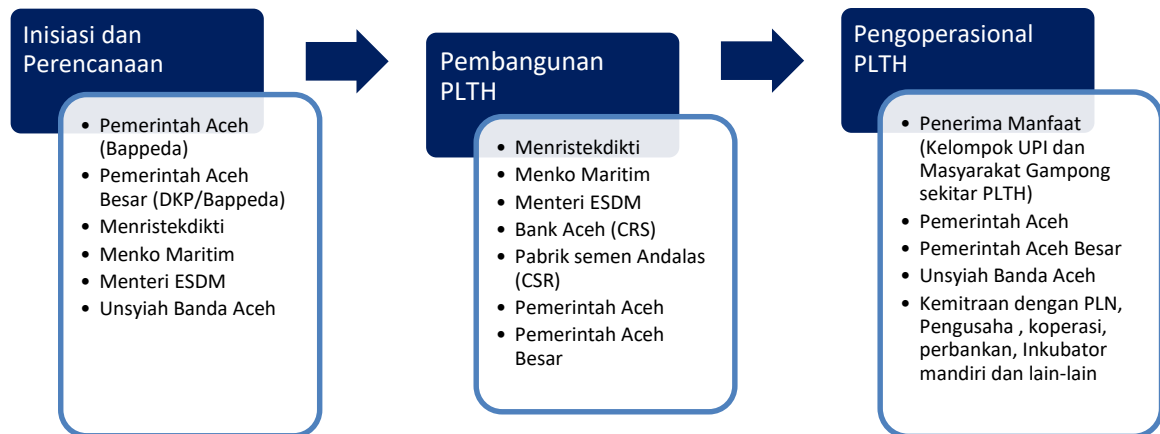 Inisiasi dan
Perencanaan
• Pemerintah Aceh
(Bappeda)
• Pemerintah Aceh
Besar (DKP/Bappeda)
• Menristekdikti
• Menko Maritim
• Menteri ESDM
• Unsyiah Banda Aceh
Pembangunan
PLTH
• Menristekdikti
• Menko Maritim
• Menteri ESDM
• Bank Aceh (CRS)
• Pabrik semen Andalas
(CSR)
• Pemerintah Aceh
• Pemerintah Aceh
Besar
Pengoperasional
PLTH
• Penerima Manfaat
(Kelompok UPI dan
Masyarakat Gampong
sekitar PLTH)
• Pemerintah Aceh
• Pemerintah Aceh Besar
• Unsyiah Banda Aceh
• Kemitraan dengan PLN,
Pengusaha , koperasi,
perbankan, Inkubator
mandiri dan lain-lain